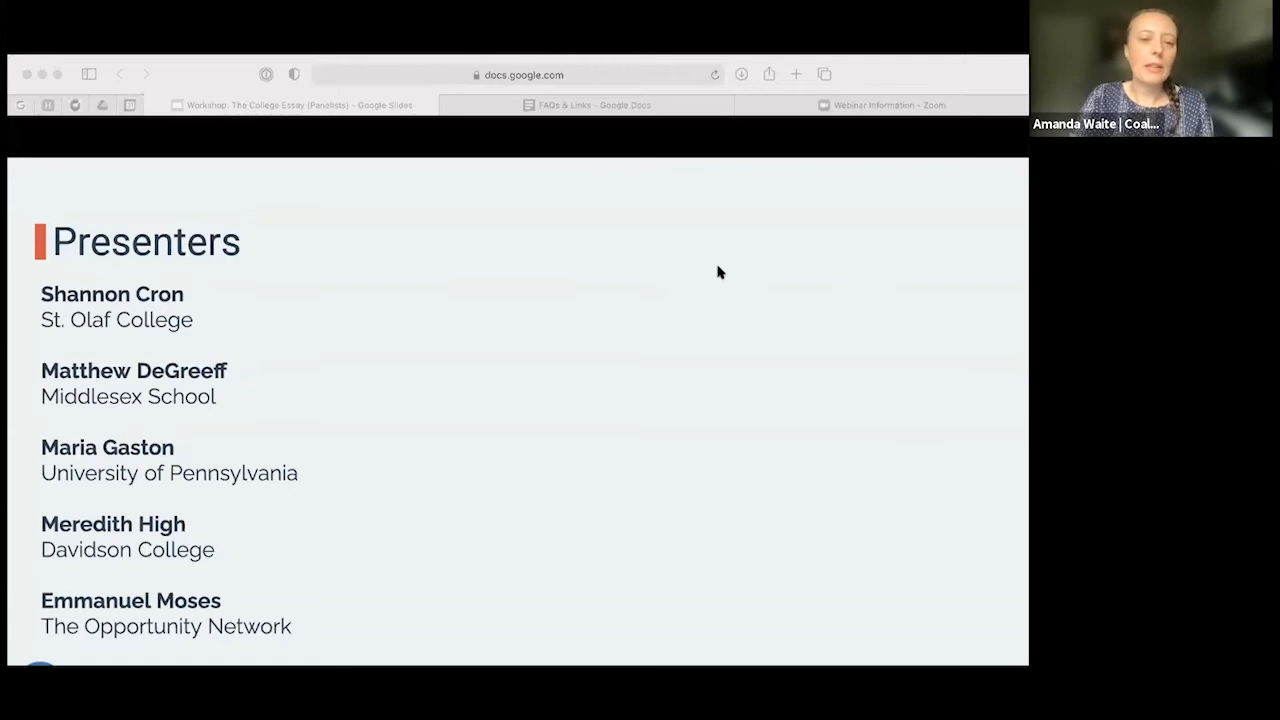 docs.google.com
Workshop: The College Essay (Panelists) - Google Slides
FAQs & Links - Google Docs
Webinar Information - Zoom
Amanda Waite | Coal...
Presenters
Shannon Cron
St. Olaf College
Matthew DeGreeff
Middlesex School
Maria Gaston
University of Pennsylvania
Meredith High
Davidson College
Emmanuel Moses
The Opportunity Network